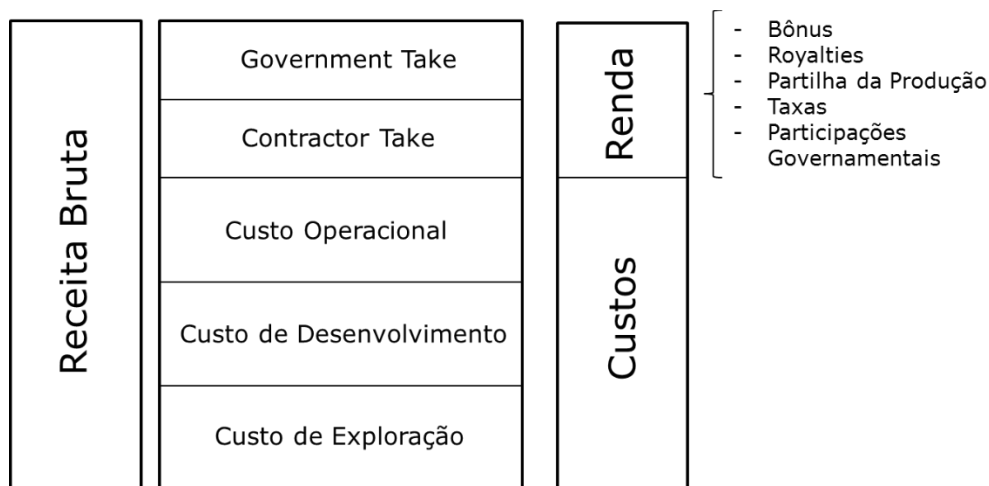 Receita Bruta
Government Take
Contractor Take
Custo Operacional
Custo de Desenvolvimento
Custo de Exploração
Renda
Custos
- Bônus
- Royalties
- Partilha da Produção
- Taxas
- Participações
Governamentais